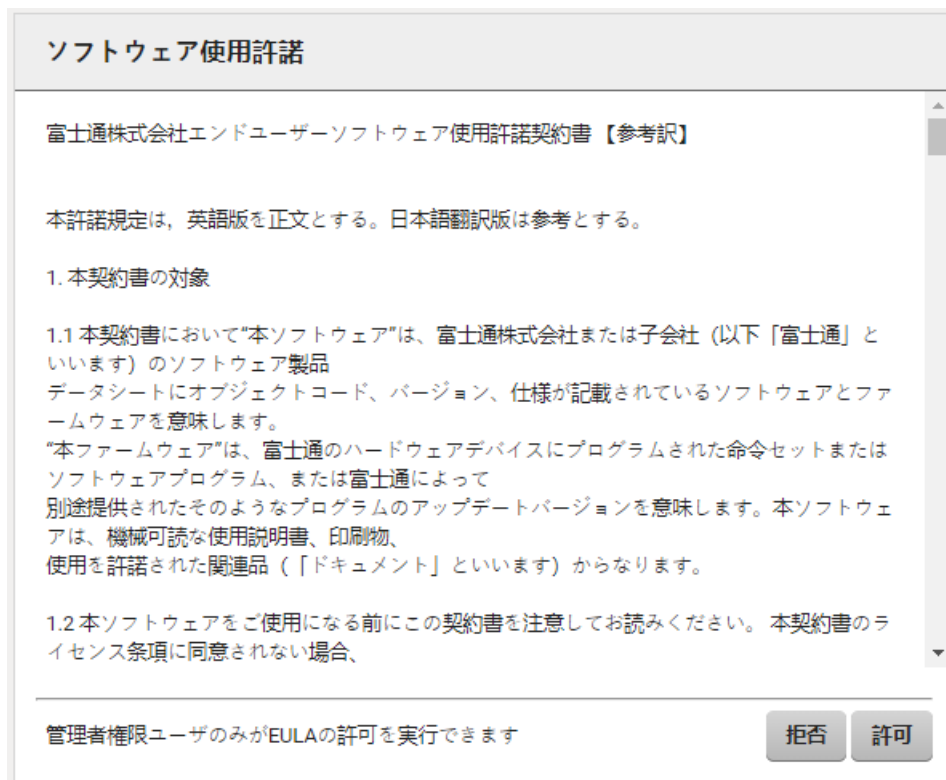 ソフトウェア使用許諾
富士通株式会社エンドユーザーソフトウェア使用許諾契約書 【参考訳】
本許諾規定は，英語版を正文とする。日本語翻訳版は参考とする。
1. 本契約書の対象
1.1 本契約書において“本ソフトウェア”は、富士通株式会社または子会社（以下「富士通」と
いいます）のソフトウェア製品
データシートにオブジェクトコード、バージョン、仕様が記載されているソフトウェアとファ
ームウェアを意味します。
“本ファームウェア”は、富士通のハードウェアデバイスにプログラムされた命令セットまたは
ソフトウェアプログラム、または富士通によって
別途提供されたそのようなプログラムのアップデートバージョンを意味します。本ソフトウェ
アは、機械可読な使用説明書、印刷物、
使用を許諾された関連品（「ドキュメント」といいます）からなります。
1.2 本ソフトウェアをご使用になる前にこの契約書を注意してお読みください。 本契約書のラ
イセンス条項に同意されない場合、
管理者権限ユーザのみがEULAの許可を実行できます
拒否
許可